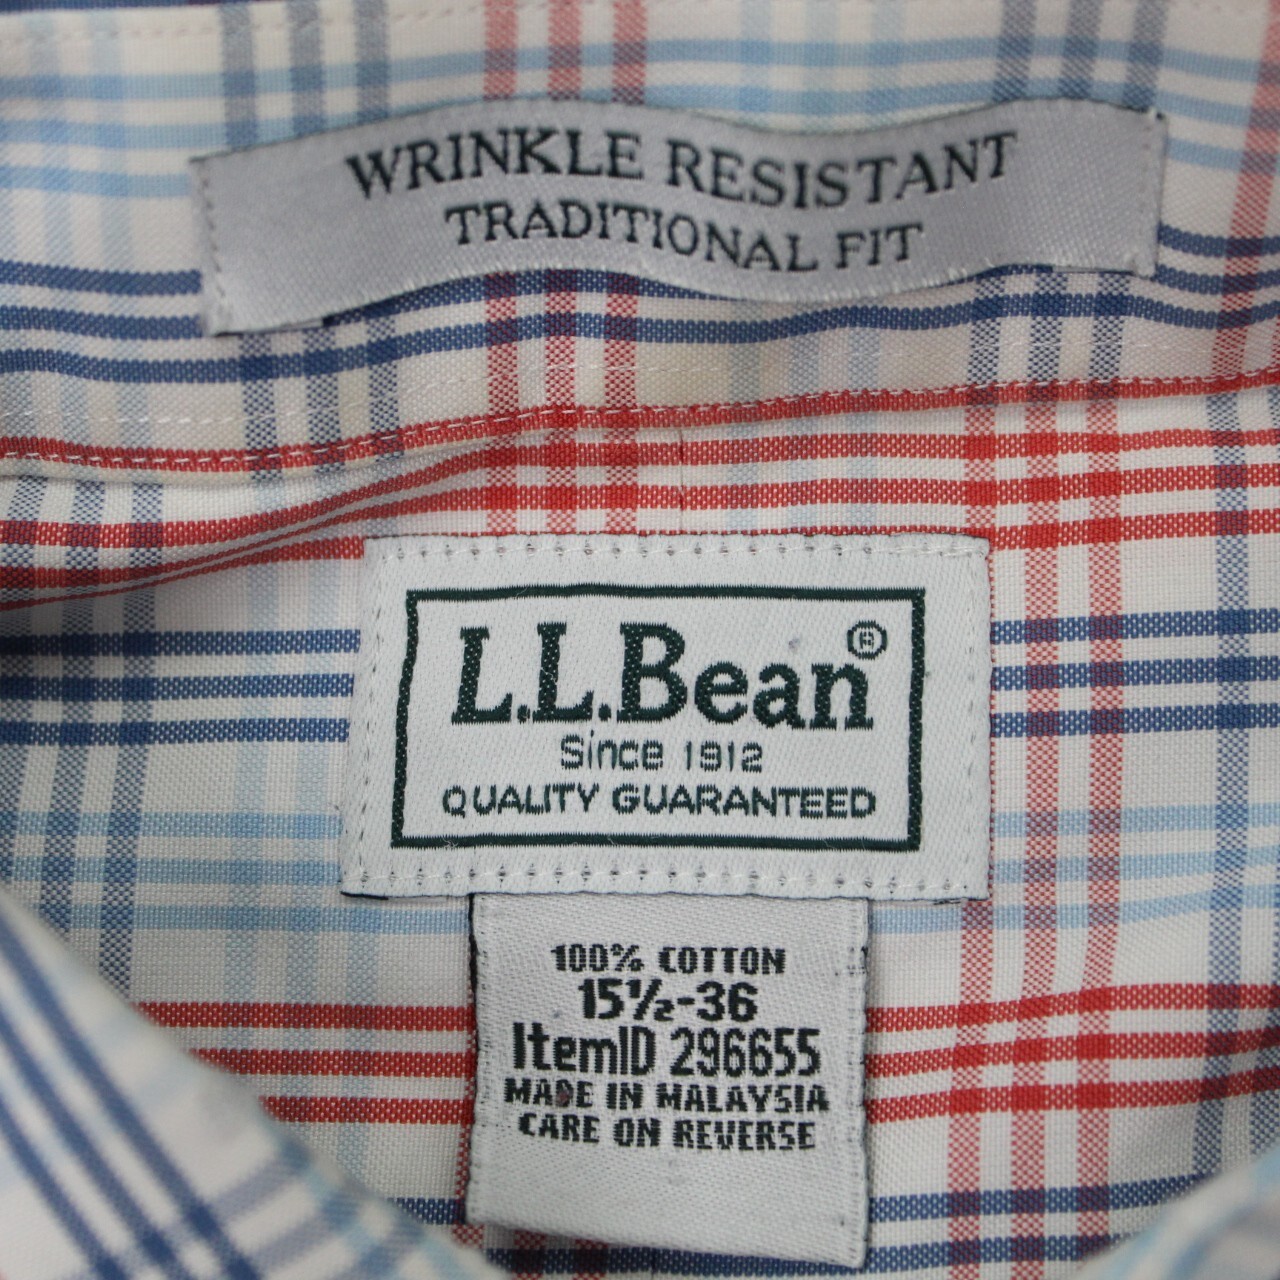 WRINKLE RESISTANT
TRADITIONAL FIT
L.L.Bean®
Since 1912
QUALITY GUARANTEED
100% COTTON
15½-36
ItemID 296655
MADE IN MALAYSIA
CARE ON REVERSE